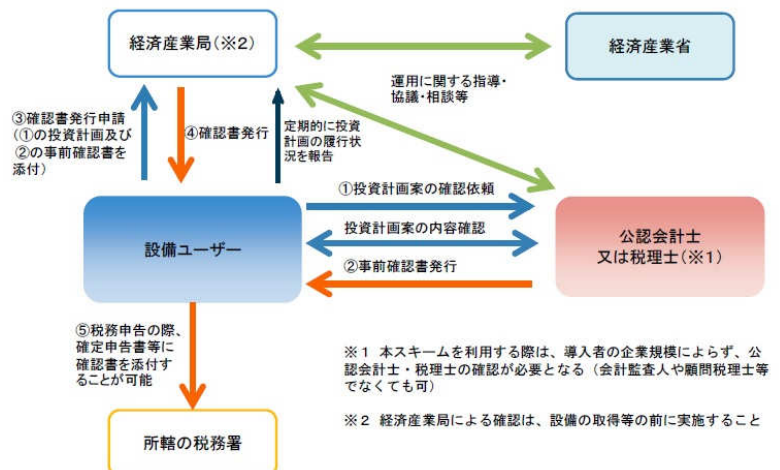 経済産業局(※2)
経済産業省
運用に関する指導・
協議・相談等
③確認書発行申請
(①の投資計画及び
②の事前確認書を
添付)
④確認書発行
定期的に投資
計画の履行状
況を報告
①投資計画案の確認依頼
投資計画案の内容確認
②事前確認書発行
設備ユーザー
公認会計士
又は税理士(※1)
⑤税務申告の際、
確定申告書等に
確認書を添付す
ることが可能
※1 本スキームを利用する際は、導入者の企業規模によらず、公
認会計士・税理士の確認が必要となる(会計監査人や顧問税理士等
でなくても可)
※2 経済産業局による確認は、設備の取得等の前に実施すること
所轄の税務署